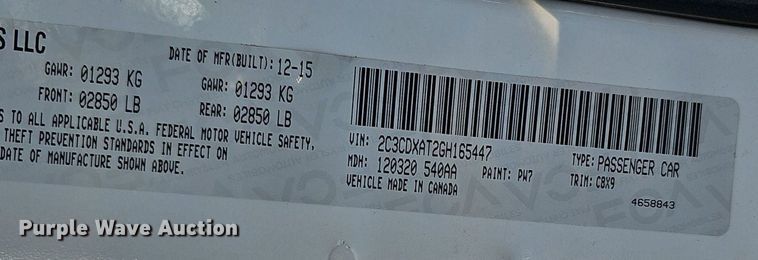 S LLC
DATE OF MFR(BUILT): 12-15
GAWR: 01293 KG GAWR: 01293 KG
FRONT: 02850 LB REAR: 02850 LB
S TO ALL APPLICABLE U.S.A. FEDERAL MOTOR VEHICLE SAFETY,
THEFT PREVENTION STANDARDS IN EFFECT ON
DATE OF MANUFACTURE SHOWN ABOVE.
VIN: 2C3CDXAT2GH165447 TYPE: PASSENGER CAR
MDH: 120320 540AA PAINT: PW7 TRIM: C8X9
VEHICLE MADE IN CANADA 4658843
Purple Wave Auction